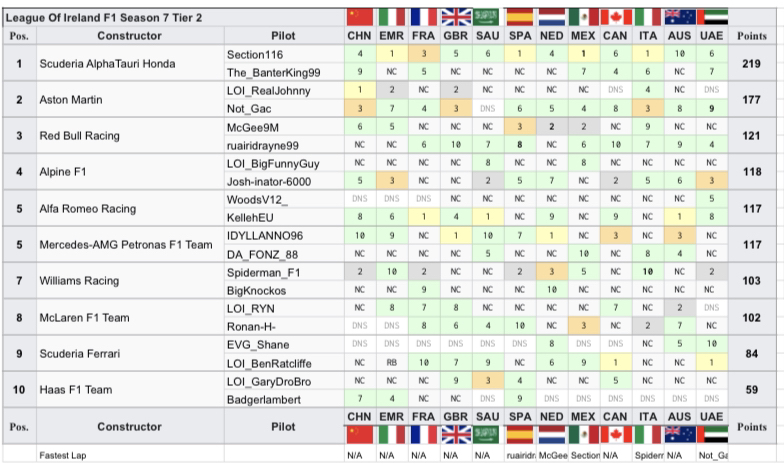 League Of Ireland F1 Season 7 Tier 2
Pos. Constructor Pilot CHN EMR FRA GBR SAU SPA NED MEX CAN ITA AUS UAE Points
1 Scuderia AlphaTauri Honda Section116 4 1 3 5 6 1 4 1 6 1 10 6 219
The_BanterKing99 9 NC 5 NC NC NC NC 7 4 6 NC 7
2 Aston Martin LOI_RealJohnny 1 2 NC 2 NC NC NC NC DNS 4 NC DNS 177
Not_Gac 3 7 4 3 DNS 6 5 4 8 3 8 9
3 Red Bull Racing McGee9M 6 5 NC NC NC 3 2 2 NC 9 NC NC 121
ruairidrayne99 NC NC 6 10 7 8 NC 6 10 7 9 4
4 Alpine F1 LOI_BigFunnyGuy NC NC NC NC 8 NC NC 8 NC NC NC NC 118
Josh-inator-6000 5 3 NC NC 2 5 7 NC 2 5 6 3
5 Alfa Romeo Racing WoodsV12_ DNS DNS DNS NC NC NC NC NC NC NC NC 5 117
KellehEU 8 6 1 4 1 NC 9 NC 9 NC 1 8
5 Mercedes-AMG Petronas F1 Team IDYLLANNO96 10 9 NC 1 10 7 1 NC 3 NC 3 NC 117
DA_FONZ_88 NC NC NC NC 5 NC NC 10 NC 8 4 NC
7 Williams Racing Spiderman_F1 2 10 2 NC NC 2 3 5 NC 10 NC 2 103
BigKnockos NC NC 9 NC NC NC 10 NC NC NC NC NC
8 McLaren F1 Team LOI_RYN NC 8 7 8 NC NC NC NC 7 NC 2 DNS 102
Ronan-H- DNS DNS 8 6 4 10 NC 3 NC 2 7 NC
9 Scuderia Ferrari EVG_Shane DNS DNS DNS DNS DNS DNS 8 DNS DNS NC 5 10 84
LOI_BenRatcliffe NC RB 10 7 9 NC 6 9 1 NC NC 1
10 Haas F1 Team LOI_GaryDroBro NC NC NC 9 3 4 NC NC 5 NC NC NC 59
Badgerlambert 7 4 NC NC DNS 9 DNS DNS DNS DNS DNS DNS
Pos. Constructor Pilot CHN EMR FRA GBR SAU SPA NED MEX CAN ITA AUS UAE Points
Fastest Lap N/A N/A N/A N/A N/A ruairidr McGee Section N/A Spiderr N/A Not_Ga